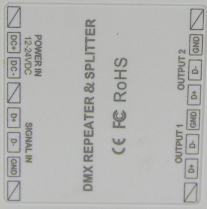 POWER IN
12-24VDC
DC+
DC-
SIGNAL IN
D+
D-
GND
DMX REPEATER & SPLITTER
CE FC RoHS
OUTPUT 2
GND
D-
D+
OUTPUT 1
GND
D-
D+